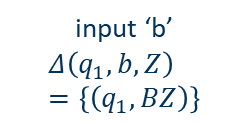 input ‘b’
Δ(q₁, b, Z)
= {(q₁, BZ)}